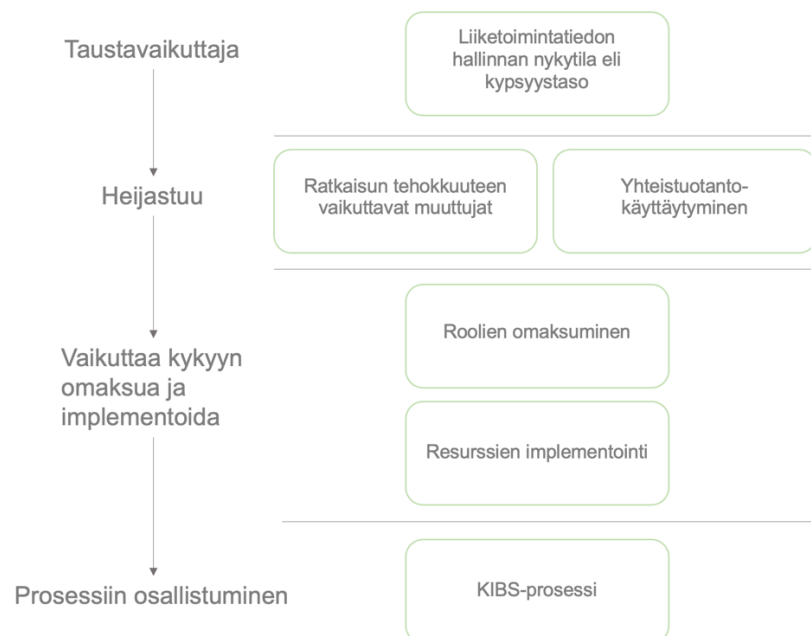 Taustavaikuttaja
Liiketoimintatiedon
hallinnan nykytila eli
kypsyystaso
Heijastuu
Ratkaisun tehokkuuteen
vaikuttavat muuttujat
Yhteistuotanto-
käyttäytyminen
Vaikuttaa kykyyn
omaksua ja
implementoida
Roolien omaksuminen
Resurssien implementointi
Prosessiin osallistuminen
KIBS-prosessi